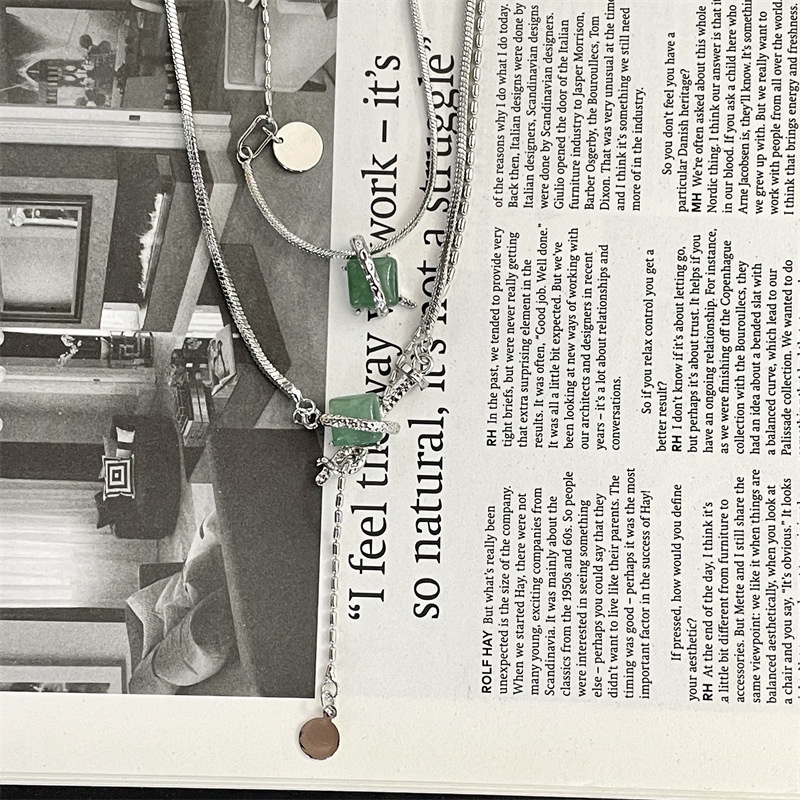 “I feel the way work – it’s
so natural, it’s not a struggle”
ROLF HAY But what’s really been
unexpected is the size of the company.
When we started Hay, there were not
many young, exciting companies from
Scandinavia. It was mainly about the
classics from the 1950s and 60s. So people
were interested in seeing something
else – perhaps you could say that they
didn’t want to live like their parents. The
timing was good – perhaps it was the most
important factor in the success of Hay!
If pressed, how would you define
your aesthetic?
RH At the end of the day, I think it’s
a little bit different from furniture to
accessories. But Mette and I still share the
same viewpoint: we like it when things are
balanced aesthetically, when you look at
a chair and you say, “It’s obvious.” It looks
RH In the past, we tended to provide very
tight briefs, but were never really getting
that extra surprising element in the
results. It was often, “Good job. Well done.”
It was all a little bit expected. But we’ve
been looking at new ways of working with
our architects and designers in recent
years – it’s a lot about relationships and
conversations.
So if you relax control you get a
better result?
RH I don’t know if it’s about letting go,
but perhaps it’s about trust. It helps if you
have an ongoing relationship. For instance,
as we were finishing off the Copenhague
collection with the Bouroullecs, they
had an idea about a bended slat with
a balanced curve, which lead to our
Palissade collection. We wanted to
of the reasons why I do what I do today.
Back then, Italian designs were done by
Italian designers, Scandinavian designs
were done by Scandinavian designers.
Giulio opened the door of the Italian
furniture industry to Jasper Morrison,
Barber Osgerby, the Bouroullecs, Tom
Dixon. That was very unusual at the time
and I think it’s something we still need
more of in the industry.
So you don’t feel you have a
particular Danish heritage?
MH We’re often asked about this whole
Nordic thing. I think our answer is that it
in our blood. If you ask a child here who
Arne Jacobsen is, they’ll know. It’s
we grew up with. But we really want to
work with people from all over the world.
I think that brings energy and freshness.